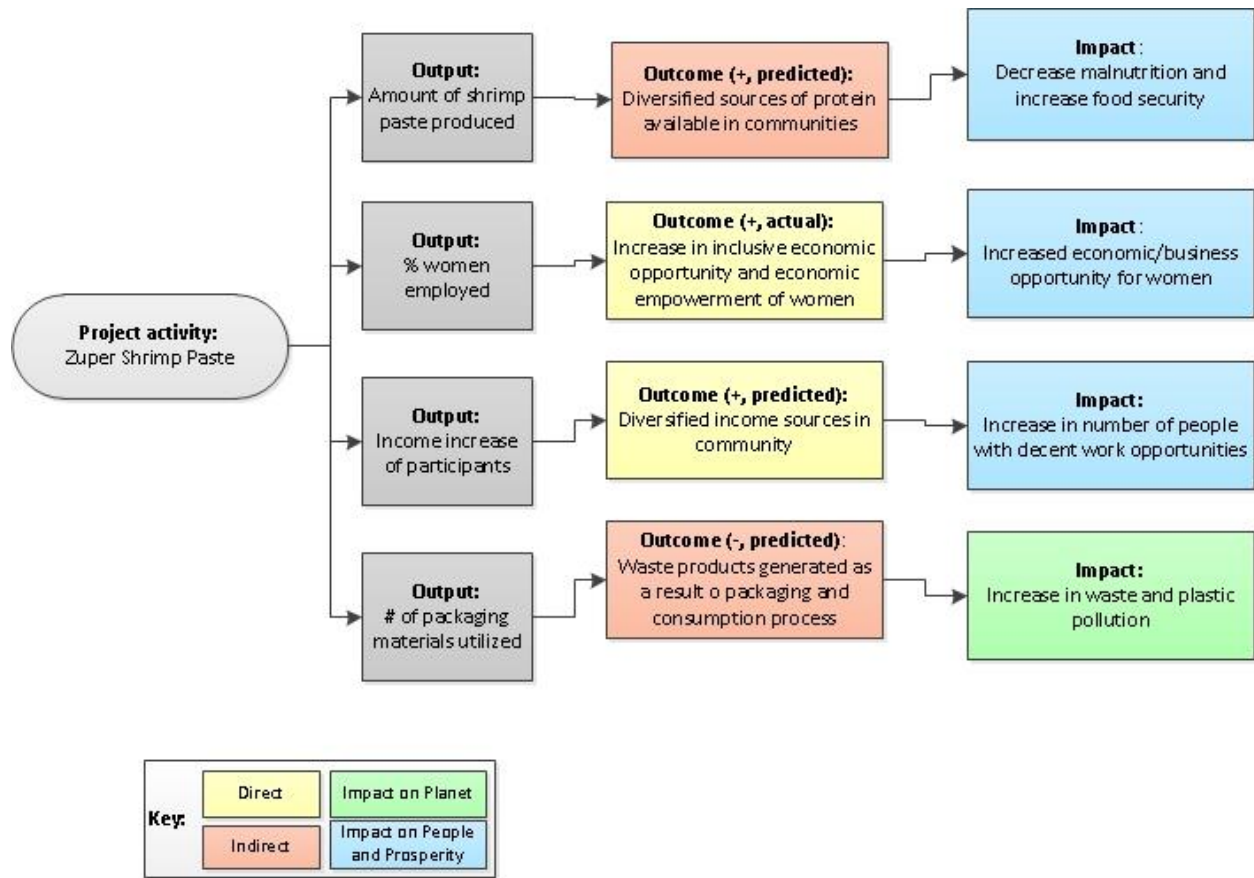 Project activity:
Zuper Shrimp Paste
Output:
Amount of shrimp
paste produced
Outcome (+, predicted):
Diversified sources of protein
available in communities
Impact:
Decrease malnutrition and
increase food security
Output:
% women
employed
Outcome (+, actual):
Increase in inclusive economic
opportunity and economic
empowerment of women
Impact:
Increased economic/business
opportunity for women
Output:
Income increase
of participants
Outcome (+, predicted):
Diversified income sources in
community
Impact:
Increase in number of people
with decent work opportunities
Output:
# of packaging
materials utilized
Outcome (-, predicted):
Waste products generated as
a result o packaging and
consumption process
Impact:
Increase in waste and plastic
pollution
Key:
Direct
Impact on Planet
Indirect
Impact on People
and Prosperity